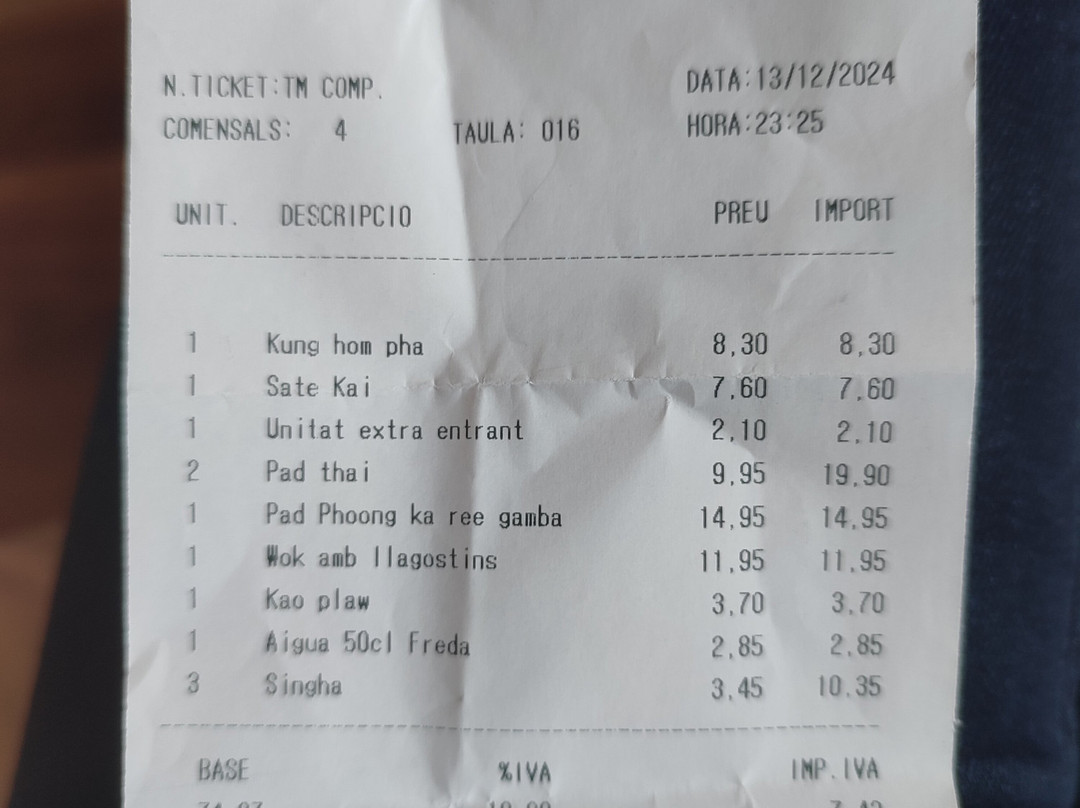 N.TICKET:TM COMP. DATA:13/12/2024
COMENSALS: 4 TAULA: 016 HORA:23:25
UNIT. DESCRIPCIO PREU IMPORT
1 Kung hom pha 8,30 8,30
1 Sate Kai 7,60 7,60
1 Unitat extra entrant 2,10 2,10
2 Pad thai 9,95 19,90
1 Pad Phoong ka ree gamba 14,95 14,95
1 Wok amb llagostins 11,95 11,95
1 Kao plaw 3,70 3,70
1 Aigua 50cl Freda 2,85 2,85
3 Singha 3,45 10,35
BASE %IVA IMP.IVA